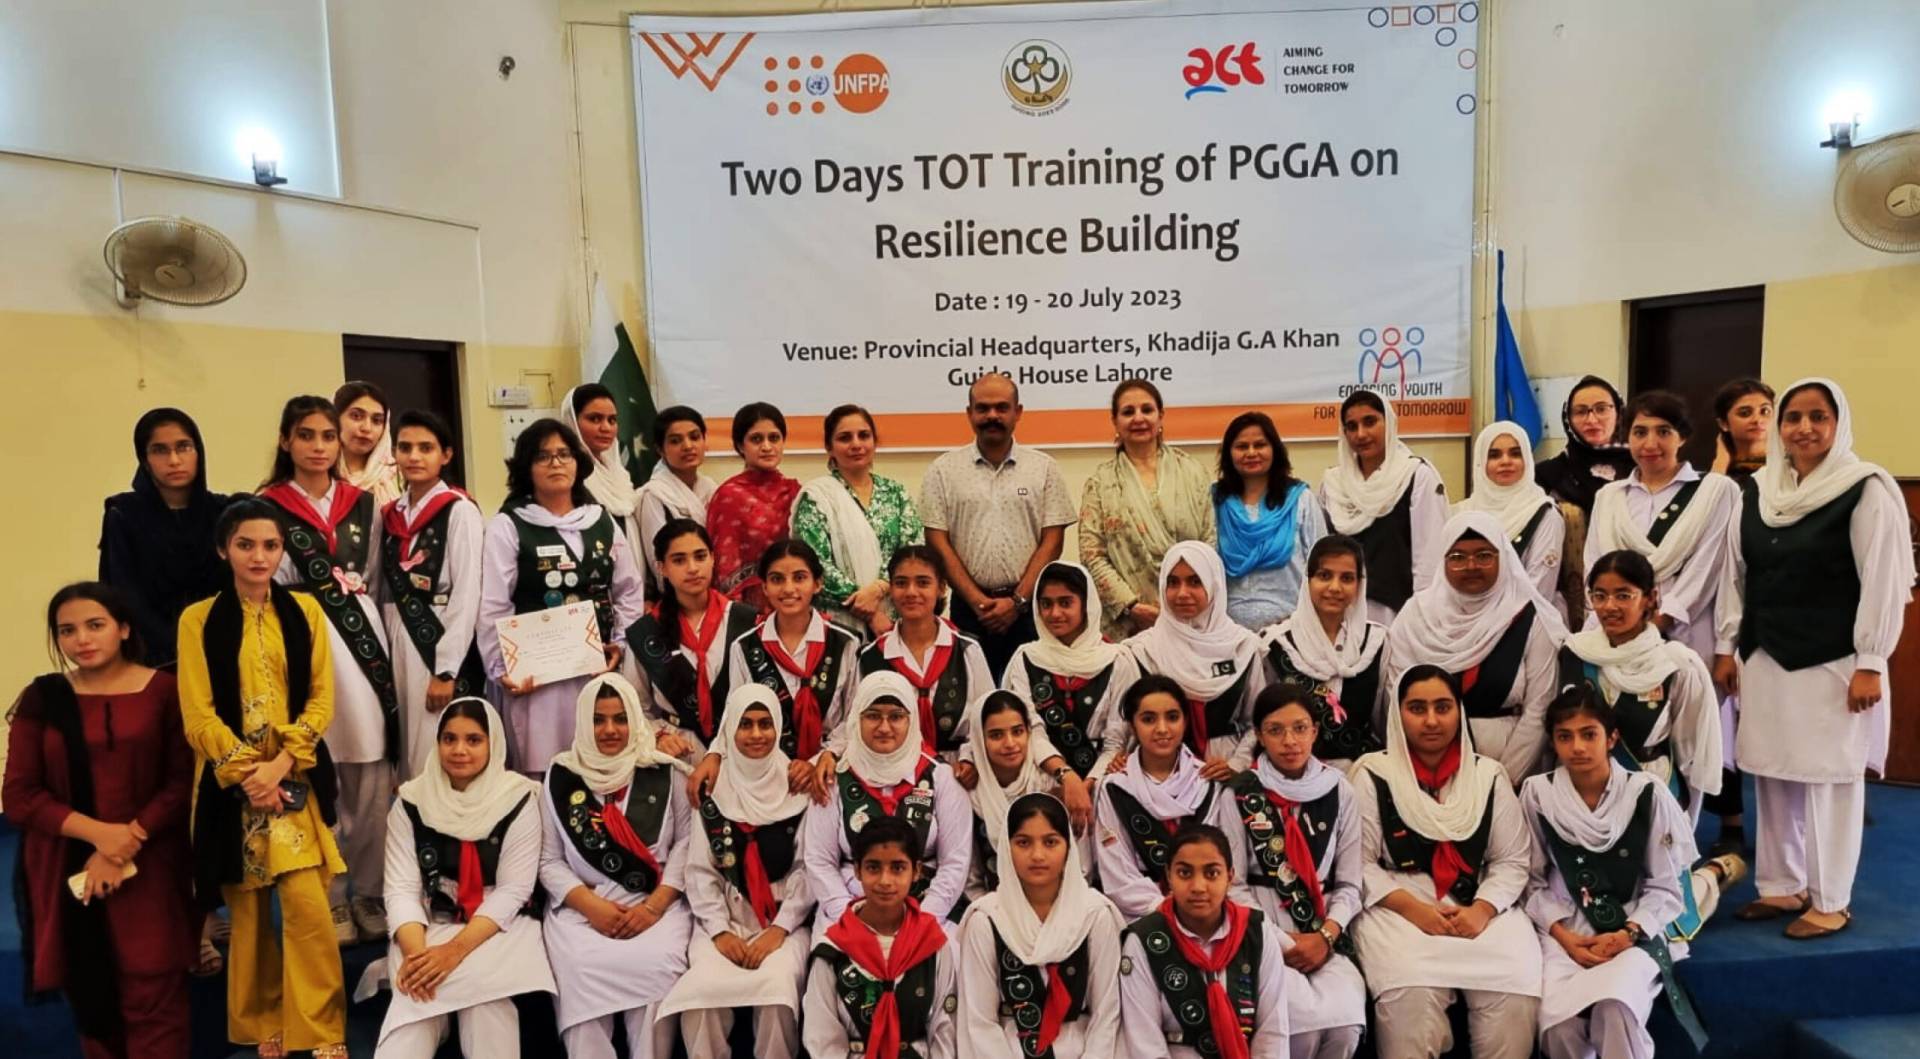 UNFPA
act
AIMING
CHANGE FOR
TOMORROW
Two Days TOT Training of PGGA on
Resilience Building
Date : 19 - 20 July 2023
Venue: Provincial Headquarters, Khadija G.A Khan
Guide House Lahore
ENGAGING YOUTH
FOR TOMORROW
CERTIFICATE